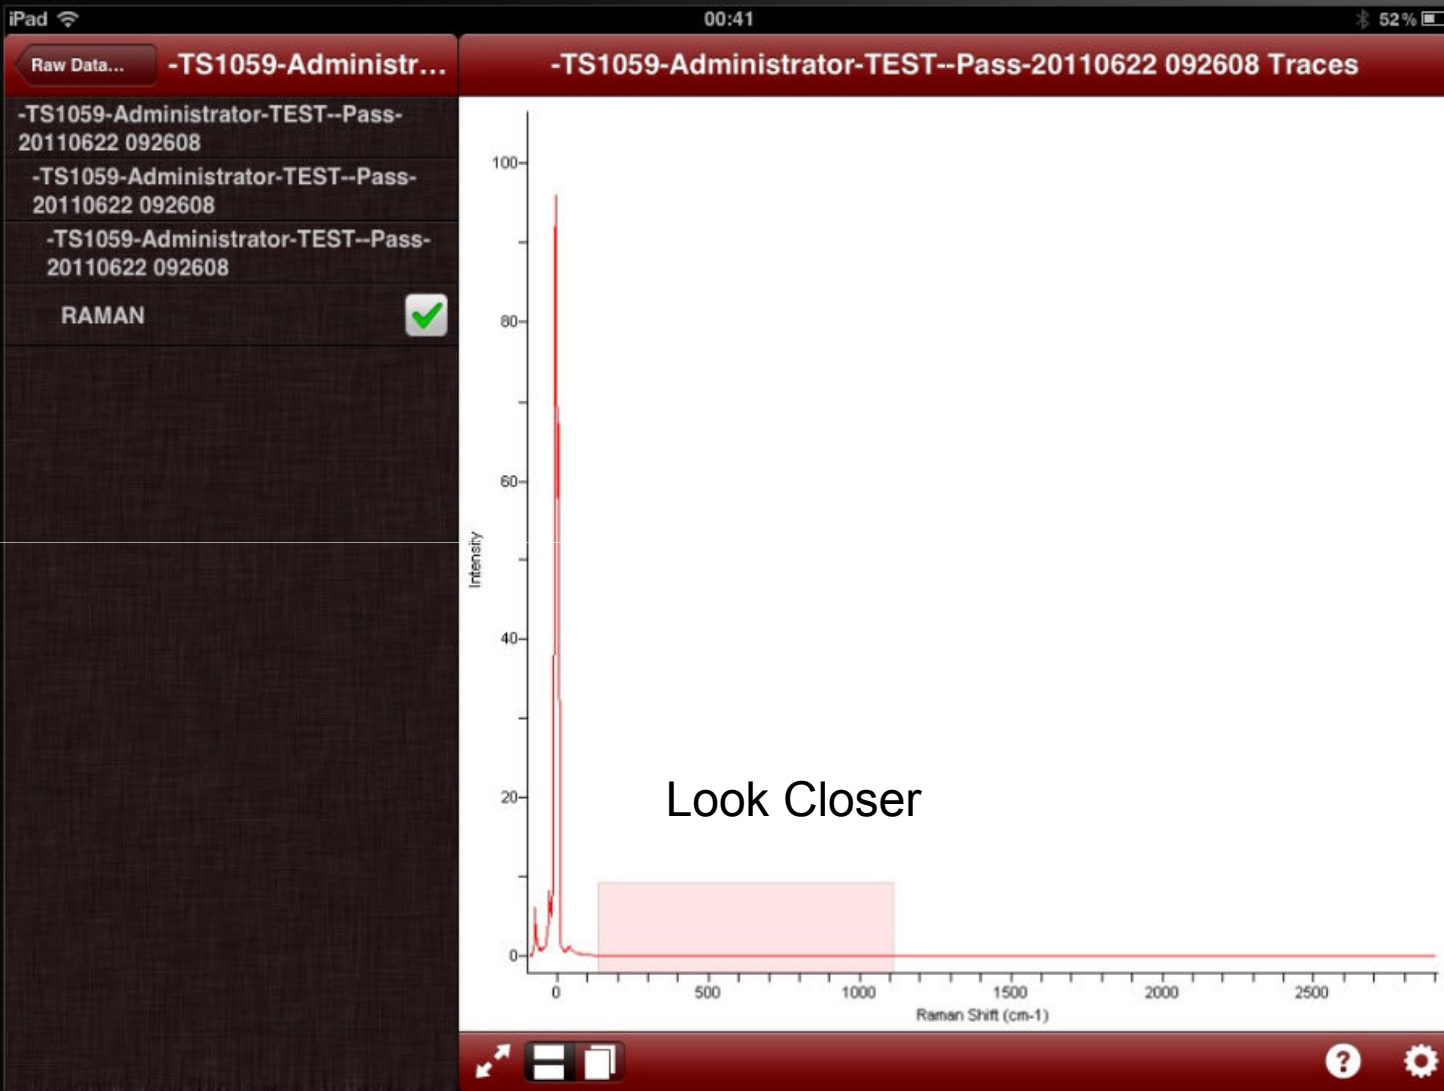 iPad 00:41 52%
Raw Data... -TS1059-Administr...
-TS1059-Administrator-TEST--Pass-20110622 092608 Traces
-TS1059-Administrator-TEST--Pass-
20110622 092608
-TS1059-Administrator-TEST--Pass-
20110622 092608
-TS1059-Administrator-TEST--Pass-
20110622 092608
RAMAN
100
80
60
Intensity
40
20
Look Closer
0
0 500 1000 1500 2000 2500
Raman Shift (cm-1)
?